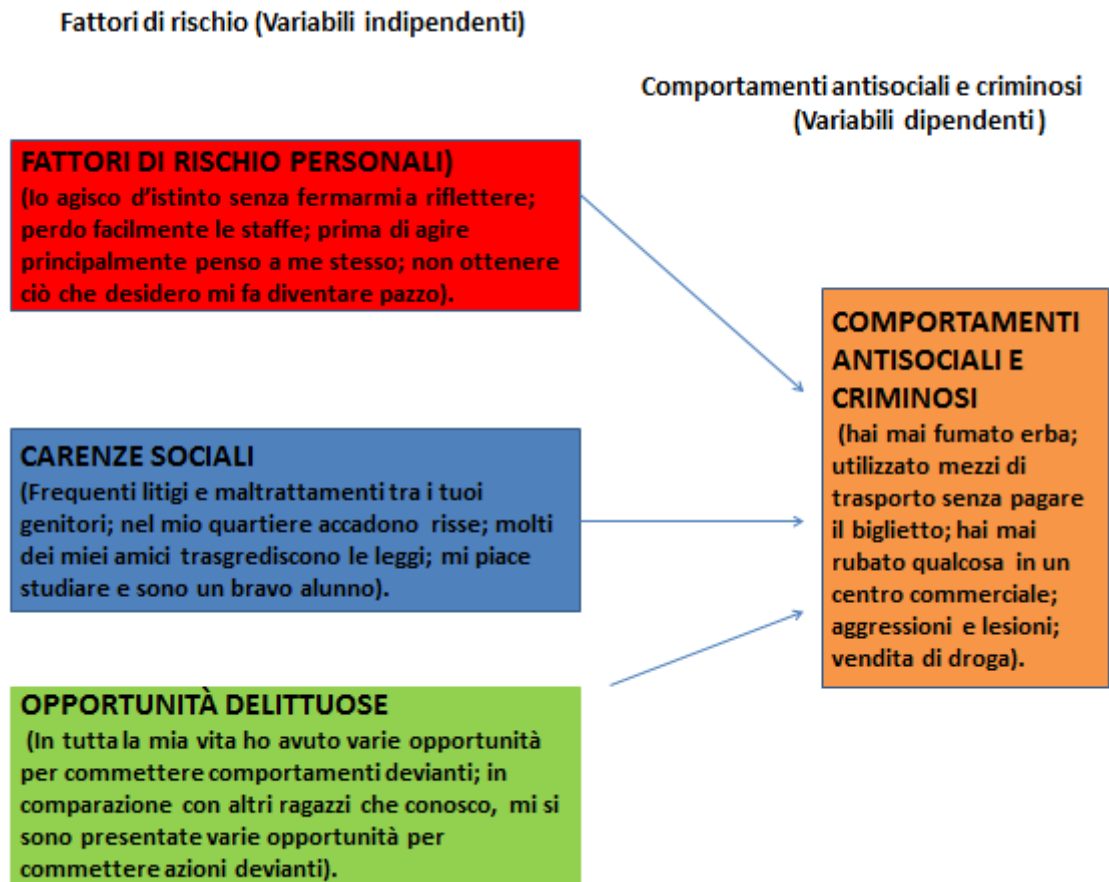 Fattori di rischio (Variabili indipendenti)
Comportamenti antisociali e criminosi
(Variabili dipendenti)
FATTORI DI RISCHIO PERSONALI)
(Io agisco d'istinto senza fermarmi a riflettere;
perdo facilmente le staffe; prima di agire
principalmente penso a me stesso; non ottenere
ciò che desidero mi fa diventare pazzo).
CARENZE SOCIALI
(Frequenti litigi e maltrattamenti tra i tuoi
genitori; nel mio quartiere accadono risse; molti
dei miei amici trasgrediscono le leggi; mi piace
studiare e sono un bravo alunno).
OPPORTUNITÀ DELITTUOSE
(In tutta la mia vita ho avuto varie opportunità
per commettere comportamenti devianti; in
comparazione con altri ragazzi che conosco, mi si
sono presentate varie opportunità per
commettere azioni devianti).
COMPORTAMENTI
ANTISOCIALI E
CRIMINOSI
(hai mai fumato erba;
utilizzato mezzi di
trasporto senza pagare
il biglietto; hai mai
rubato qualcosa in un
centro commerciale;
aggressioni e lesioni;
vendita di droga).